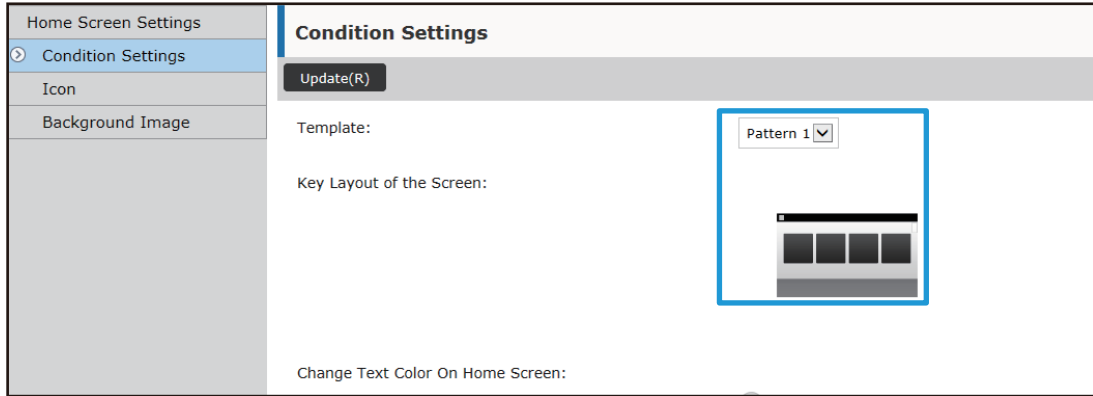 Home Screen Settings
Condition Settings
Icon
Background Image
Condition Settings
Update(R)
Template:
Pattern 1
Key Layout of the Screen:
Change Text Color On Home Screen: